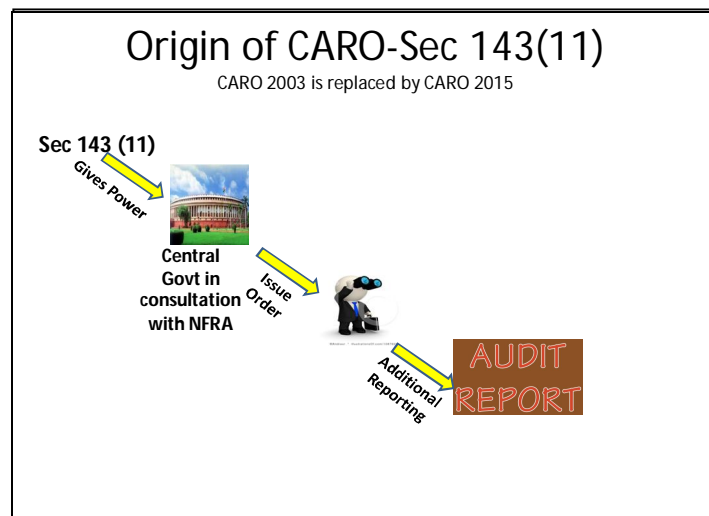 Origin of CARO-Sec 143(11)
CARO 2003 is replaced by CARO 2015
Sec 143 (11)
Gives Power
Central
Govt in
consultation
with NFRA
Issue
Order
Additional
Reporting
AUDIT
REPORT